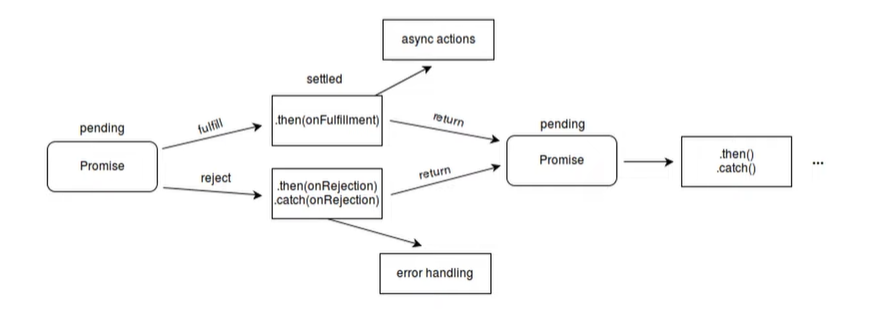 async actions
settled
pending
fulfill
.then(onFulfillment)
return
pending
Promise
reject
.then(onRejection)
.catch(onRejection)
return
Promise
.then()
.catch()
...
error handling